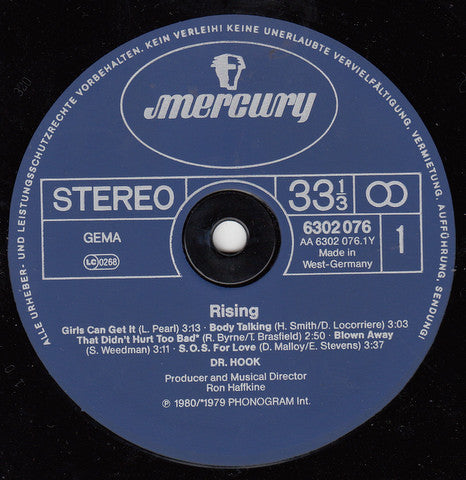 ALLE URHEBER- UND LEISTUNGSSCHUTZRECHTE VORBEHALTEN. KEIN VERLEIH! KEINE UNERLAUBTE VERVIELFÄLTIGUNG, VERMIETUNG, AUFFÜHRUNG, SENDUNG!
mercury
STEREO
33 1/3
GEMA
6302 076
AA 6302 076.1Y
Made in
West-Germany
1
LC 0268
Rising
Girls Can Get It (L. Pearl) 3:13 · Body Talking (H. Smith/D. Locorriere) 3:03
That Didn't Hurt Too Bad* (R. Byrne/T. Brasfield) 2:50 · Blown Away
(S. Weedman) 3:11 · S.O.S. For Love (D. Malloy/E. Stevens) 3:37
DR. HOOK
Producer and Musical Director
Ron Haffkine
℗ 1980/*1979 PHONOGRAM Int.